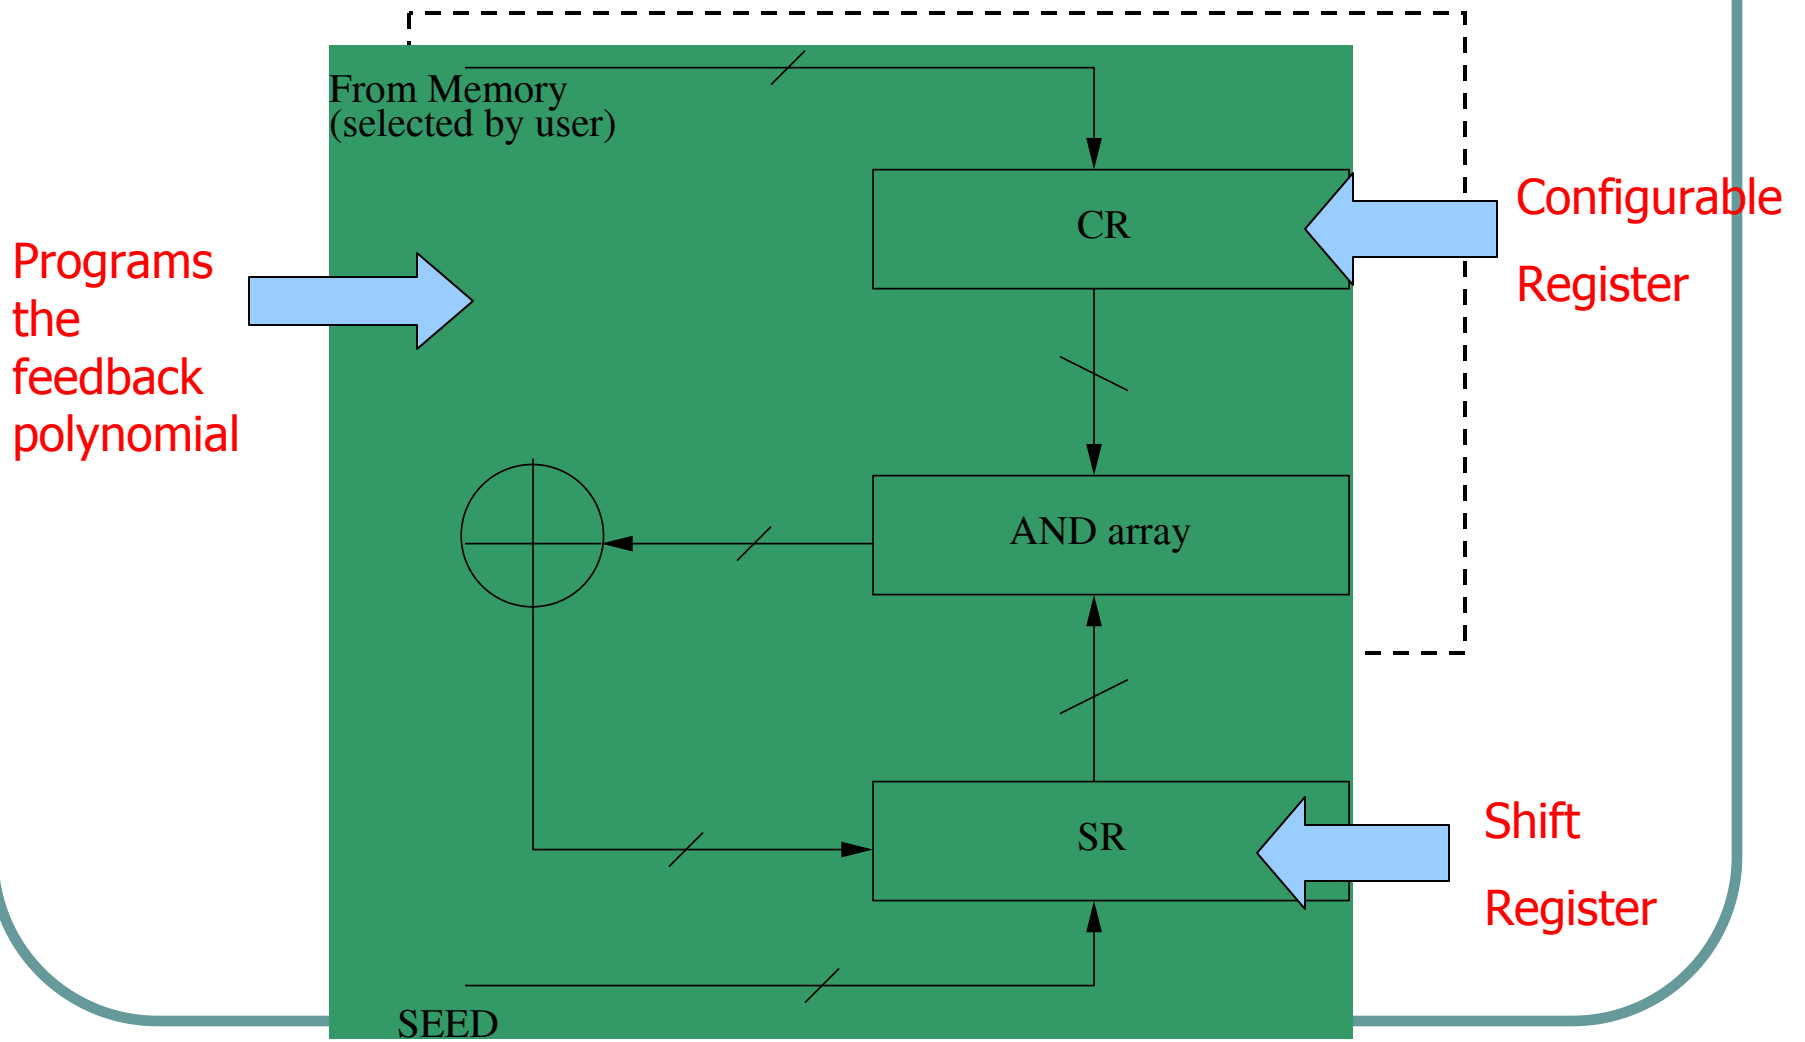 From Memory
(selected by user)
CR
Configurable
Register
Programs
the
feedback
polynomial
AND array
SR
Shift
Register
SEED